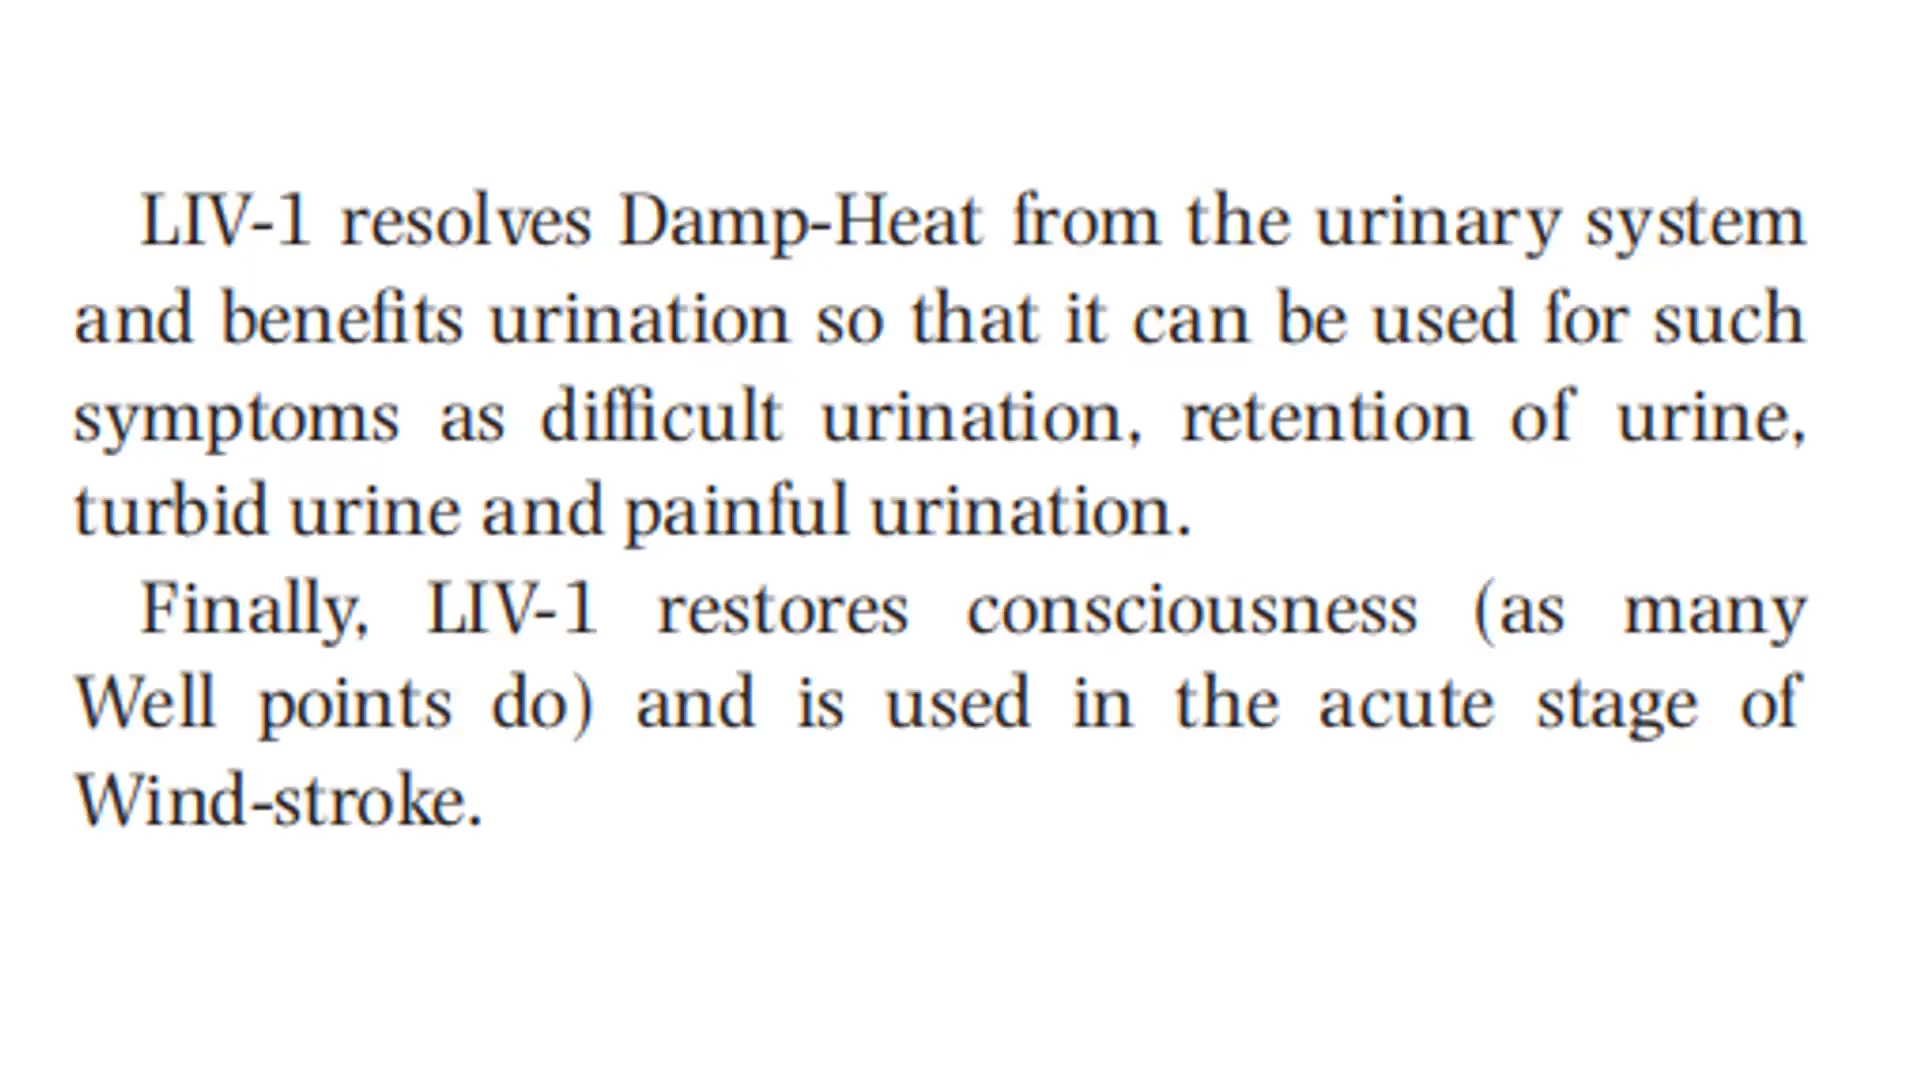 LIV-1 resolves Damp-Heat from the urinary system
and benefits urination so that it can be used for such
symptoms as difficult urination, retention of urine,
turbid urine and painful urination.
Finally, LIV-1 restores consciousness (as many
Well points do) and is used in the acute stage of
Wind-stroke.